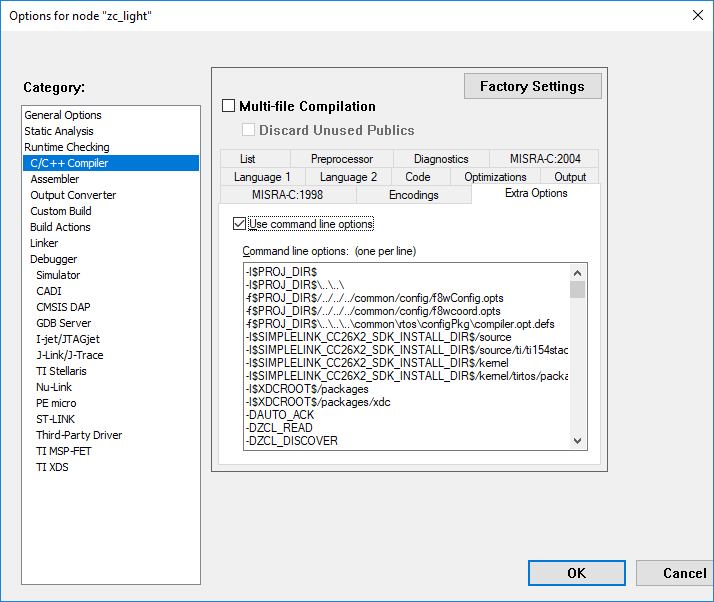 Options for node "zc_light"
Category:
General Options
Static Analysis
Runtime Checking
C/C++ Compiler
Assembler
Output Converter
Custom Build
Build Actions
Linker
Debugger
Simulator
CADI
CMSIS DAP
GDB Server
I-jet/JTAGjet
J-Link/J-Trace
TI Stellaris
Nu-Link
PE micro
ST-LINK
Third-Party Driver
TI MSP-FET
TI XDS
Factory Settings
Multi-file Compilation
Discard Unused Publics
List Preprocessor Diagnostics MISRA-C:2004
Language 1 Language 2 Code Optimizations Output
MISRA-C:1998 Encodings Extra Options
Use command line options
Command line options: (one per line)
-I$PROJ_DIR$
-I$PROJ_DIR$\..\..\
-f$PROJ_DIR$/../../../common/config/f8wConfig.opts
-f$PROJ_DIR$/../../../common/config/f8wcoord.opts
-f$PROJ_DIR$\..\..\..\common\rtos\configPkg\compiler.opt.defs
-I$SIMPLELINK_CC26X2_SDK_INSTALL_DIR$/source
-I$SIMPLELINK_CC26X2_SDK_INSTALL_DIR$/source/ti/ti154stac
-I$SIMPLELINK_CC26X2_SDK_INSTALL_DIR$/kernel
-I$SIMPLELINK_CC26X2_SDK_INSTALL_DIR$/kernel/tirtos/packa
-I$XDCROOT$/packages
-I$XDCROOT$/packages/xdc
-DAUTO_ACK
-DZCL_READ
-DZCL_DISCOVER
OK Cancel